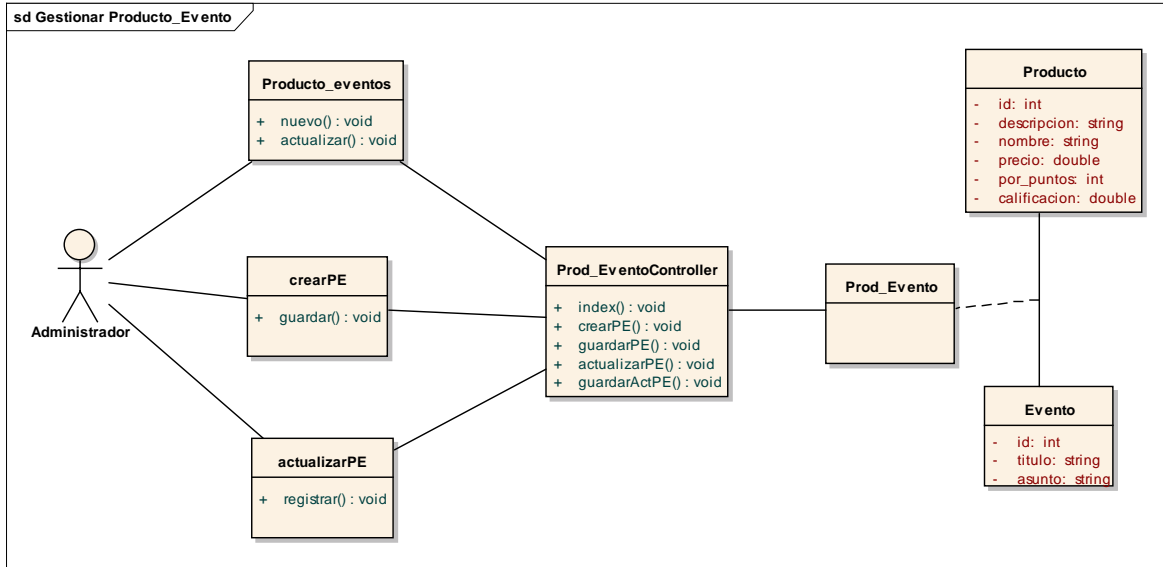 sd Gestionar Producto_Evento
Producto_eventos
+ nuevo() : void
+ actualizar() : void
Administrador
crearPE
+ guardar() : void
actualizarPE
+ registrar() : void
Prod_EventoController
+ index() : void
+ crearPE() : void
+ guardarPE() : void
+ actualizarPE() : void
+ guardarActPE() : void
Prod_Evento
Producto
- id: int
- descripcion: string
- nombre: string
- precio: double
- por_puntos: int
- calificacion: double
Evento
- id: int
- titulo: string
- asunto: string